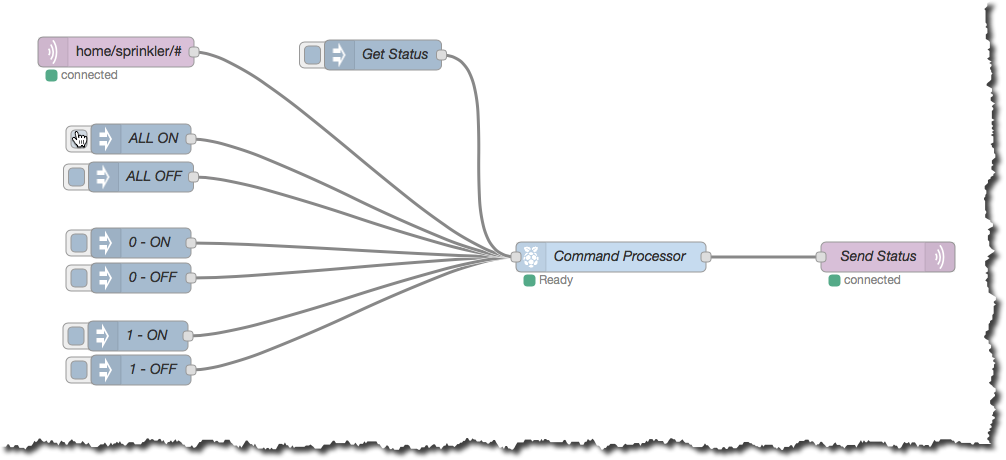 home/sprinkler/#
connected
Get Status
ALL ON
ALL OFF
0 - ON
0 - OFF
1 - ON
1 - OFF
Command Processor
Ready
Send Status
connected